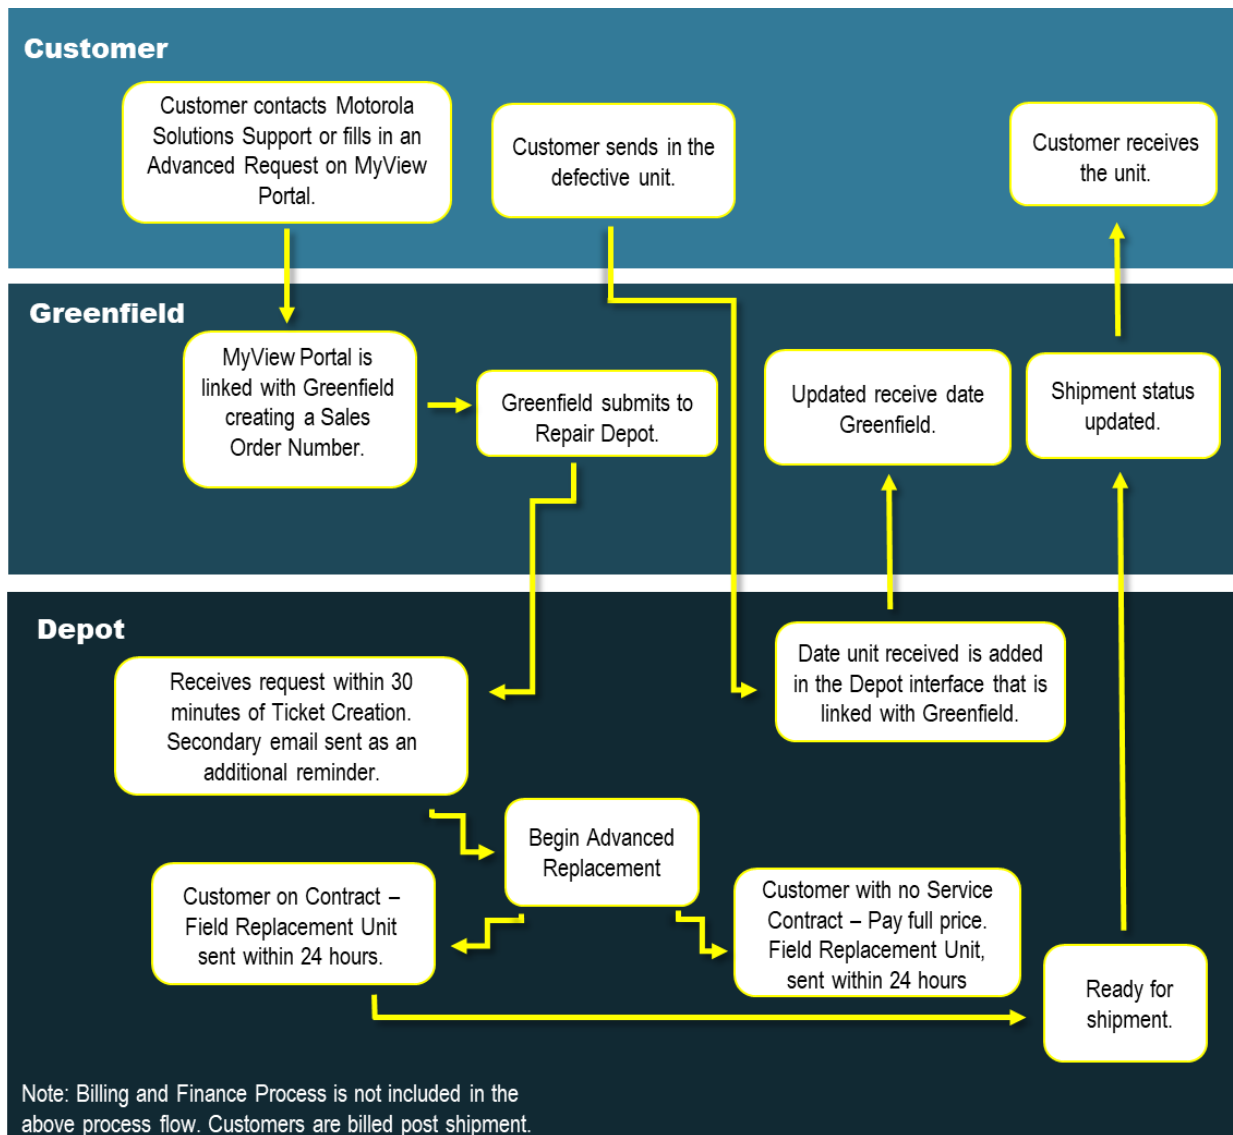 Customer
Customer contacts Motorola
Solutions Support or fills in an
Advanced Request on MyView
Portal.
Customer sends in the
defective unit.
Customer receives
the unit.
Greenfield
MyView Portal is
linked with Greenfield
creating a Sales
Order Number.
Greenfield submits to
Repair Depot.
Updated receive date
Greenfield.
Shipment status
updated.
Depot
Receives request within 30
minutes of Ticket Creation.
Secondary email sent as an
additional reminder.
Date unit received is added
in the Depot interface that is
linked with Greenfield.
Begin Advanced
Replacement
Customer on Contract –
Field Replacement Unit
sent within 24 hours.
Customer with no Service
Contract – Pay full price.
Field Replacement Unit,
sent within 24 hours
Ready for
shipment.
Note: Billing and Finance Process is not included in the
above process flow. Customers are billed post shipment.